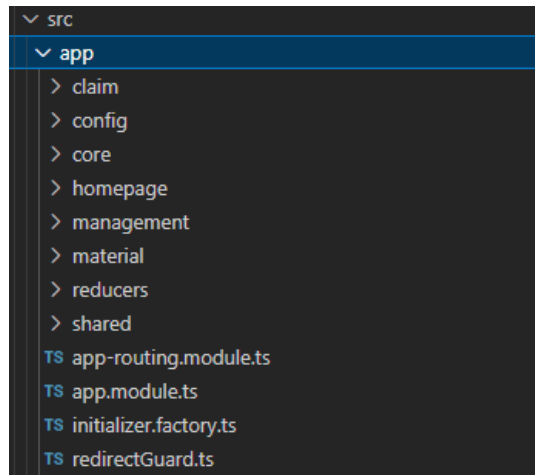 src
app
claim
config
core
homepage
management
material
reducers
shared
TS app-routing.module.ts
TS app.module.ts
TS initializer.factory.ts
TS redirectGuard.ts